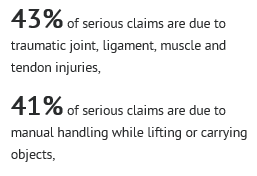 43% of serious claims are due to
traumatic joint, ligament, muscle and
tendon injuries,
41% of serious claims are due to
manual handling while lifting or carrying
objects,